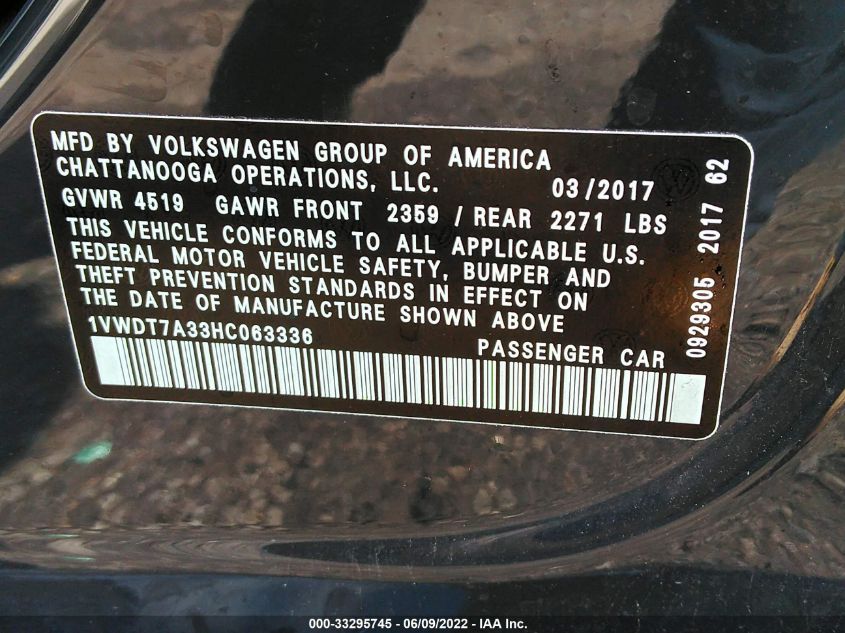 MFD BY VOLKSWAGEN GROUP OF AMERICA
CHATTANOOGA OPERATIONS, LLC. 03/2017
GVWR 4519 GAWR FRONT 2359 / REAR 2271 LBS
THIS VEHICLE CONFORMS TO ALL APPLICABLE U.S.
FEDERAL MOTOR VEHICLE SAFETY, BUMPER AND
THEFT PREVENTION STANDARDS IN EFFECT ON
THE DATE OF MANUFACTURE SHOWN ABOVE
1VWDT7A33HC063336 PASSENGER CAR
0929305 2017 62
000-33295745 - 06/09/2022 - IAA Inc.